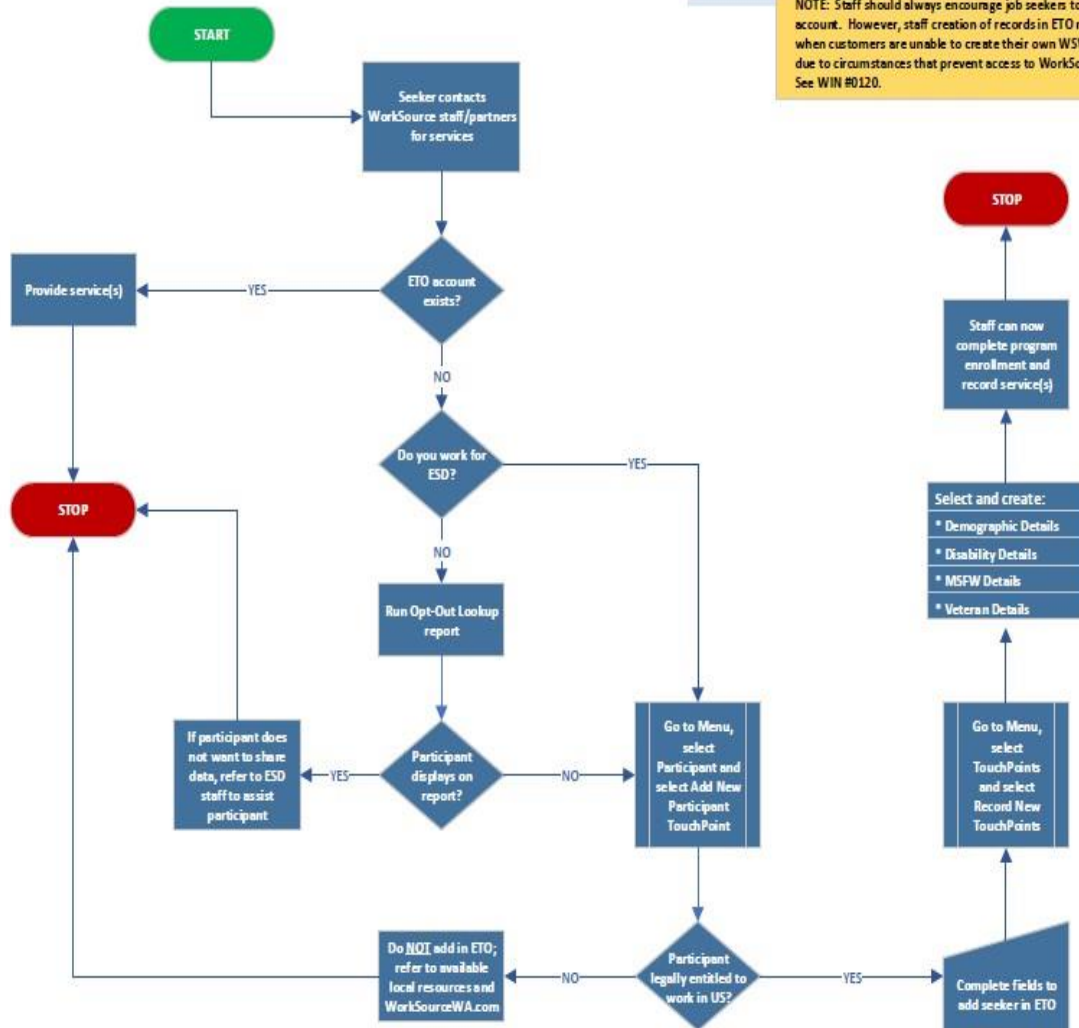 NOTE: Staff should always encourage job seekers to
account. However, staff creation of records in ETO
when customers are unable to create their own
due to circumstances that prevent access to
See WIN #0120.
START
Seeker contacts
WorkSource staff/partners
for services
STOP
ETO account
exists?
YES
Provide service(s)
NO
Staff can now
complete program
enrollment and
record service(s)
Do you work for
ESD?
YES
STOP
NO
Select and create:
* Demographic Details
* Disability Details
* MSFW Details
* Veteran Details
Run Opt-Out Lookup
report
If participant does
not want to share
data, refer to ESD
staff to assist
participant
YES
Participant
displays on
report?
NO
Go to Menu,
select
Participant and
select Add New
Participant
TouchPoint
Go to Menu,
select
TouchPoints
and select
Record New
TouchPoints
Do NOT add in ETO;
refer to available
local resources and
WorkSourceWA.com
NO
Participant
legally entitled to
work in US?
YES
Complete fields to
add seeker in ETO